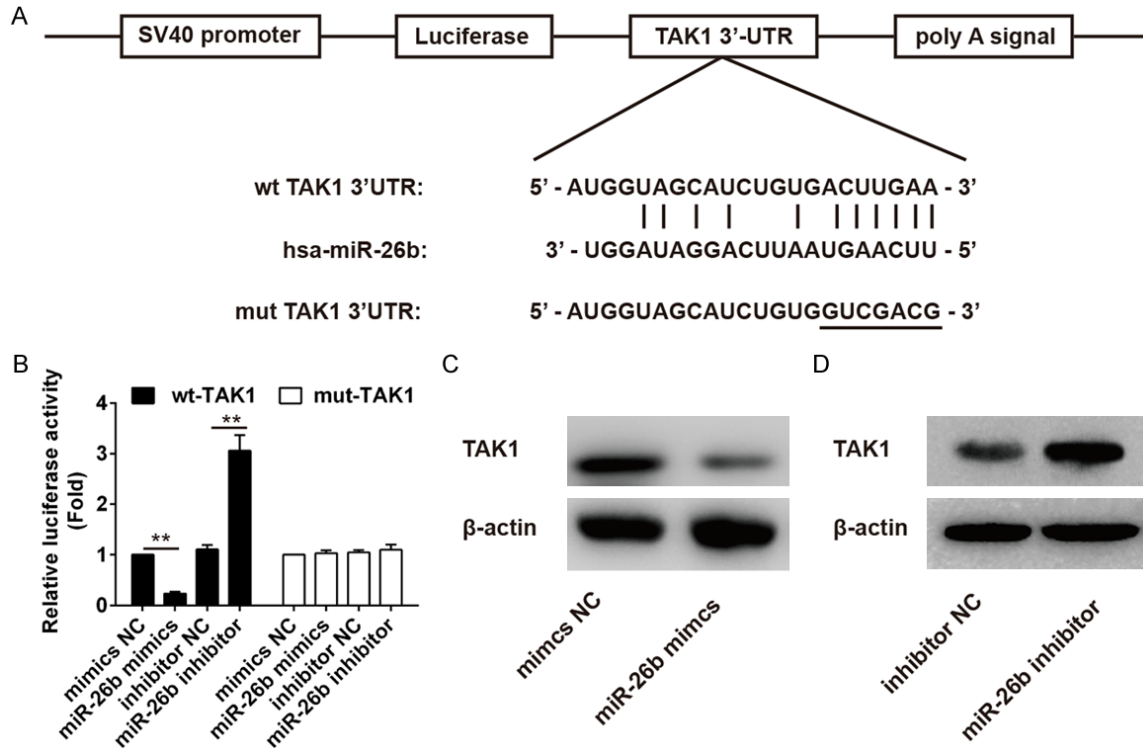 A
SV40 promoter Luciferase TAK1 3'-UTR poly A signal
wt TAK1 3'UTR: 5' - AUGGUAGCAUCUGUGACUUGAA - 3'
hsa-miR-26b: 3' - UGGAUAGGACUUAAUGAACUU - 5'
mut TAK1 3'UTR: 5' - AUGGUAGCAUCUGUGGUCGACG - 3'
B
wt-TAK1 mut-TAK1
Relative luciferase activity
(Fold)
4
3
2
1
0
**
**
mimics NC
miR-26b mimics
inhibitor NC
miR-26b inhibitor
mimics NC
miR-26b mimics
inhibitor NC
miR-26b inhibitor
C
TAK1
β-actin
mimcs NC
miR-26b mimcs
D
TAK1
β-actin
inhibitor NC
miR-26b inhibitor